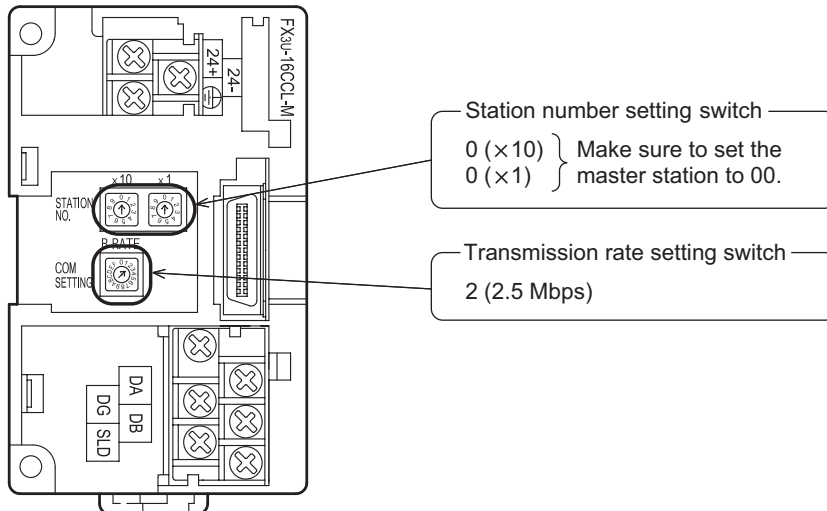 FX3U-16CCL-M
24+
24-
×10 ×1
STATION
NO.
B RATE
COM
SETTING
DA
DG
DB
SLD
Station number setting switch
0 (×10)
0 (×1)
Make sure to set the
master station to 00.
Transmission rate setting switch
2 (2.5 Mbps)